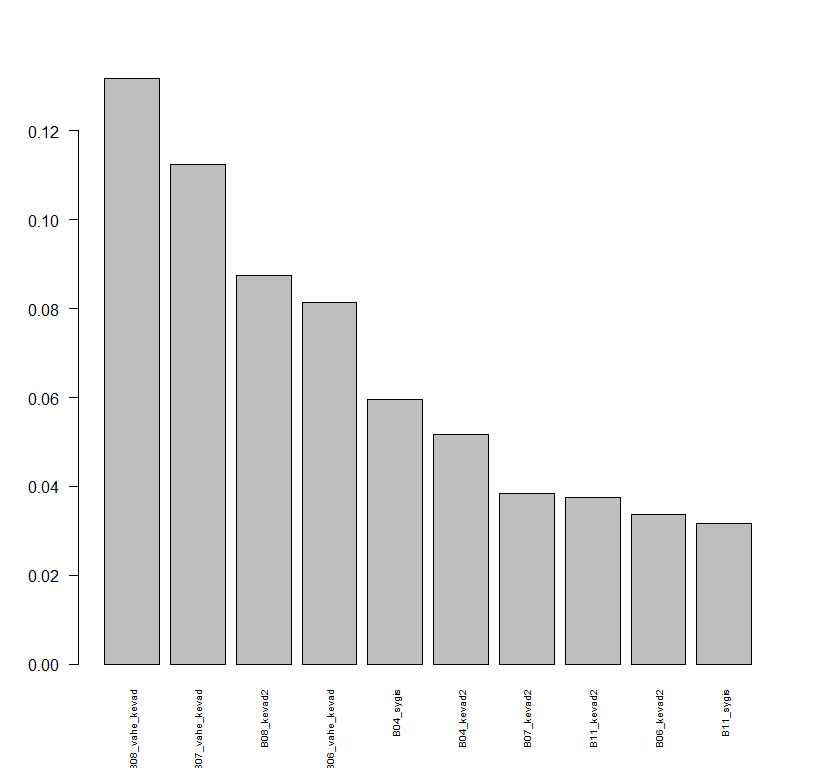 0.12
0.10
0.08
0.06
0.04
0.02
0.00
B08_vahe_kevad
B07_vahe_kevad
B08_kevad2
B06_vahe_kevad
B04_sygis
B04_kevad2
B07_kevad2
B11_kevad2
B06_kevad2
B11_sygis